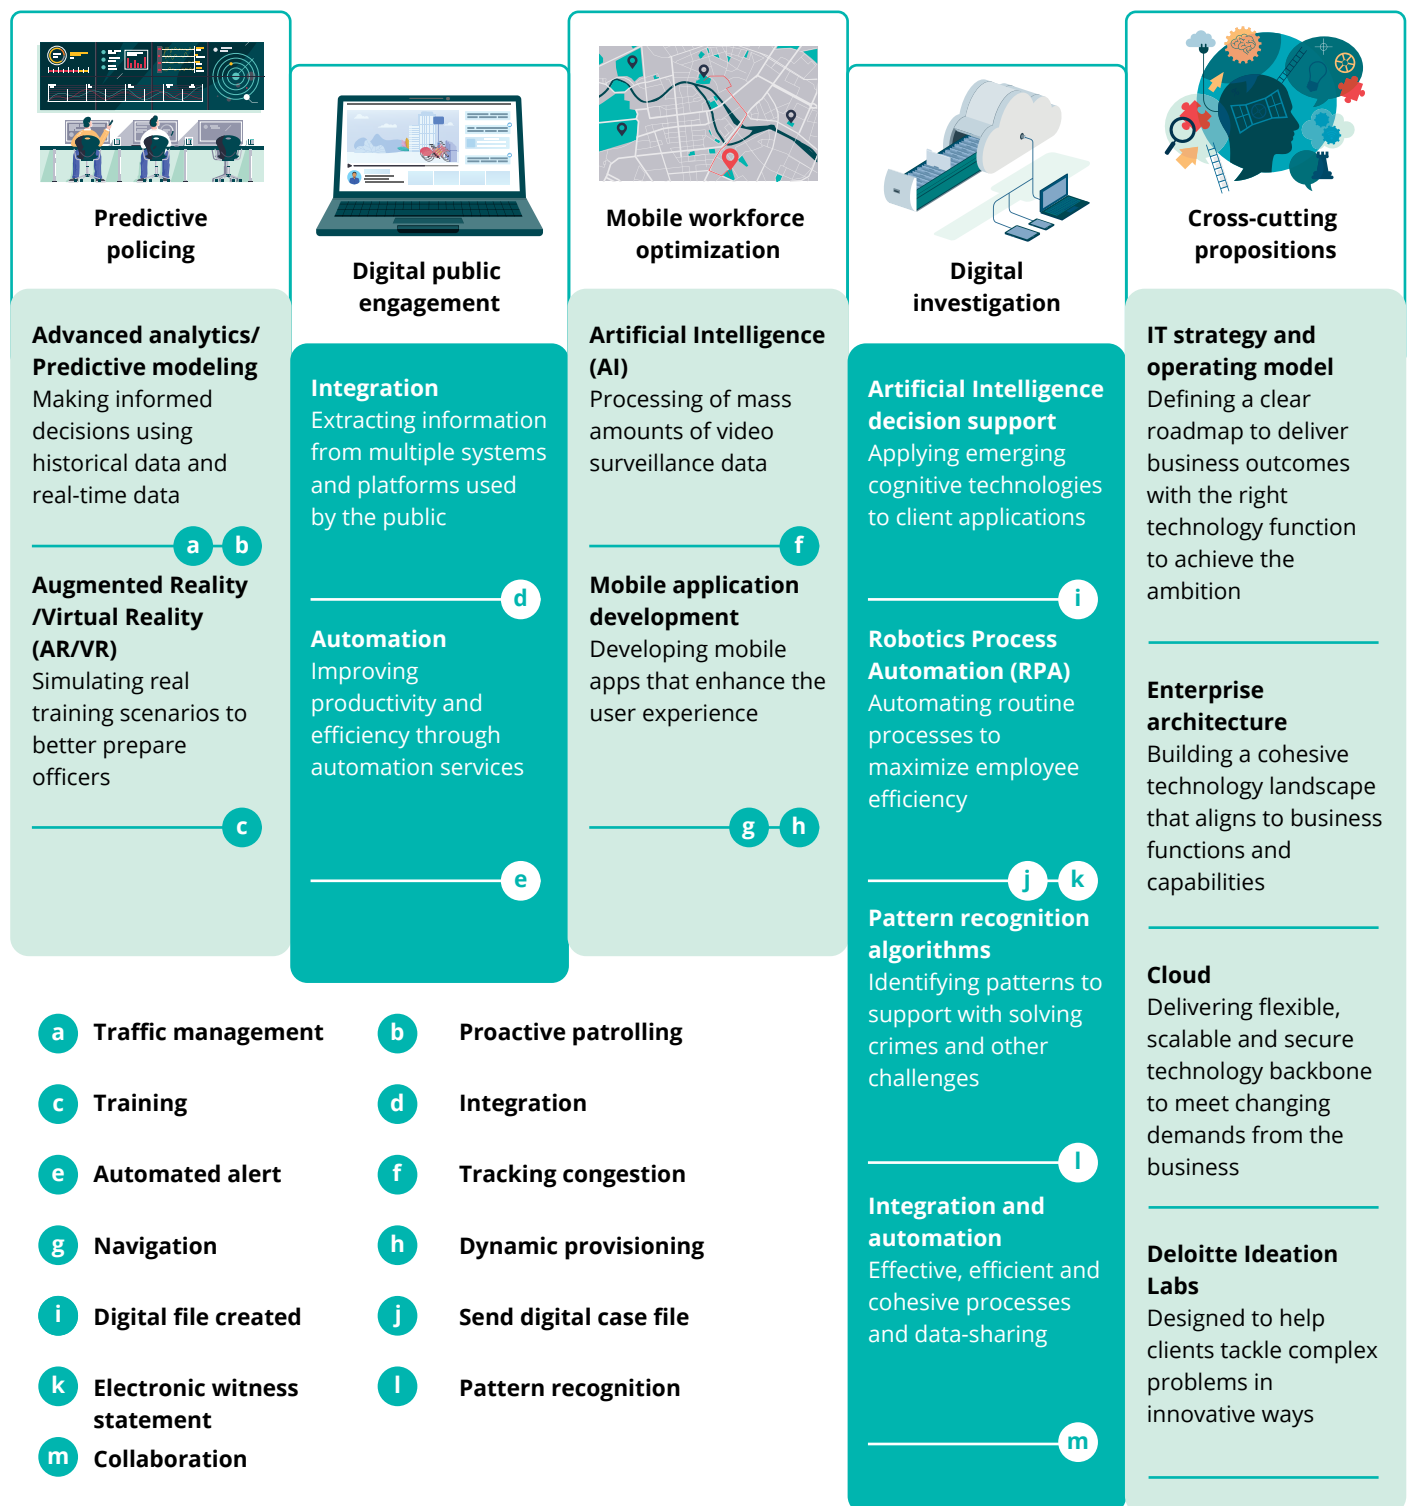 Predictive
policing
Advanced analytics/
Predictive modeling
Making informed
decisions using
historical data and
real-time data
a b
Augmented Reality
/Virtual Reality
(AR/VR)
Simulating real
training scenarios to
better prepare
officers
c
Digital public
engagement
Integration
Extracting information
from multiple systems
and platforms used
by the public
d
Automation
Improving
productivity and
efficiency through
automation services
e
Mobile workforce
optimization
Artificial Intelligence
(AI)
Processing of mass
amounts of video
surveillance data
f
Mobile application
development
Developing mobile
apps that enhance the
user experience
g h
Digital
investigation
Artificial Intelligence
decision support
Applying emerging
cognitive technologies
to client applications
i
Robotics Process
Automation (RPA)
Automating routine
processes to
maximize employee
efficiency
j k
Pattern recognition
algorithms
Identifying patterns to
support with solving
crimes and other
challenges
l
Integration and
automation
Effective, efficient and
cohesive processes
and data-sharing
m
Cross-cutting
propositions
IT strategy and
operating model
Defining a clear
roadmap to deliver
business outcomes
with the right
technology function
to achieve the
ambition
Enterprise
architecture
Building a cohesive
technology landscape
that aligns to business
functions and
capabilities
Cloud
Delivering flexible,
scalable and secure
technology backbone
to meet changing
demands from the
business
Deloitte Ideation
Labs
Designed to help
clients tackle complex
problems in
innovative ways
a Traffic management
b Proactive patrolling
c Training
d Integration
e Automated alert
f Tracking congestion
g Navigation
h Dynamic provisioning
i Digital file created
j Send digital case file
k Electronic witness
statement
l Pattern recognition
m Collaboration